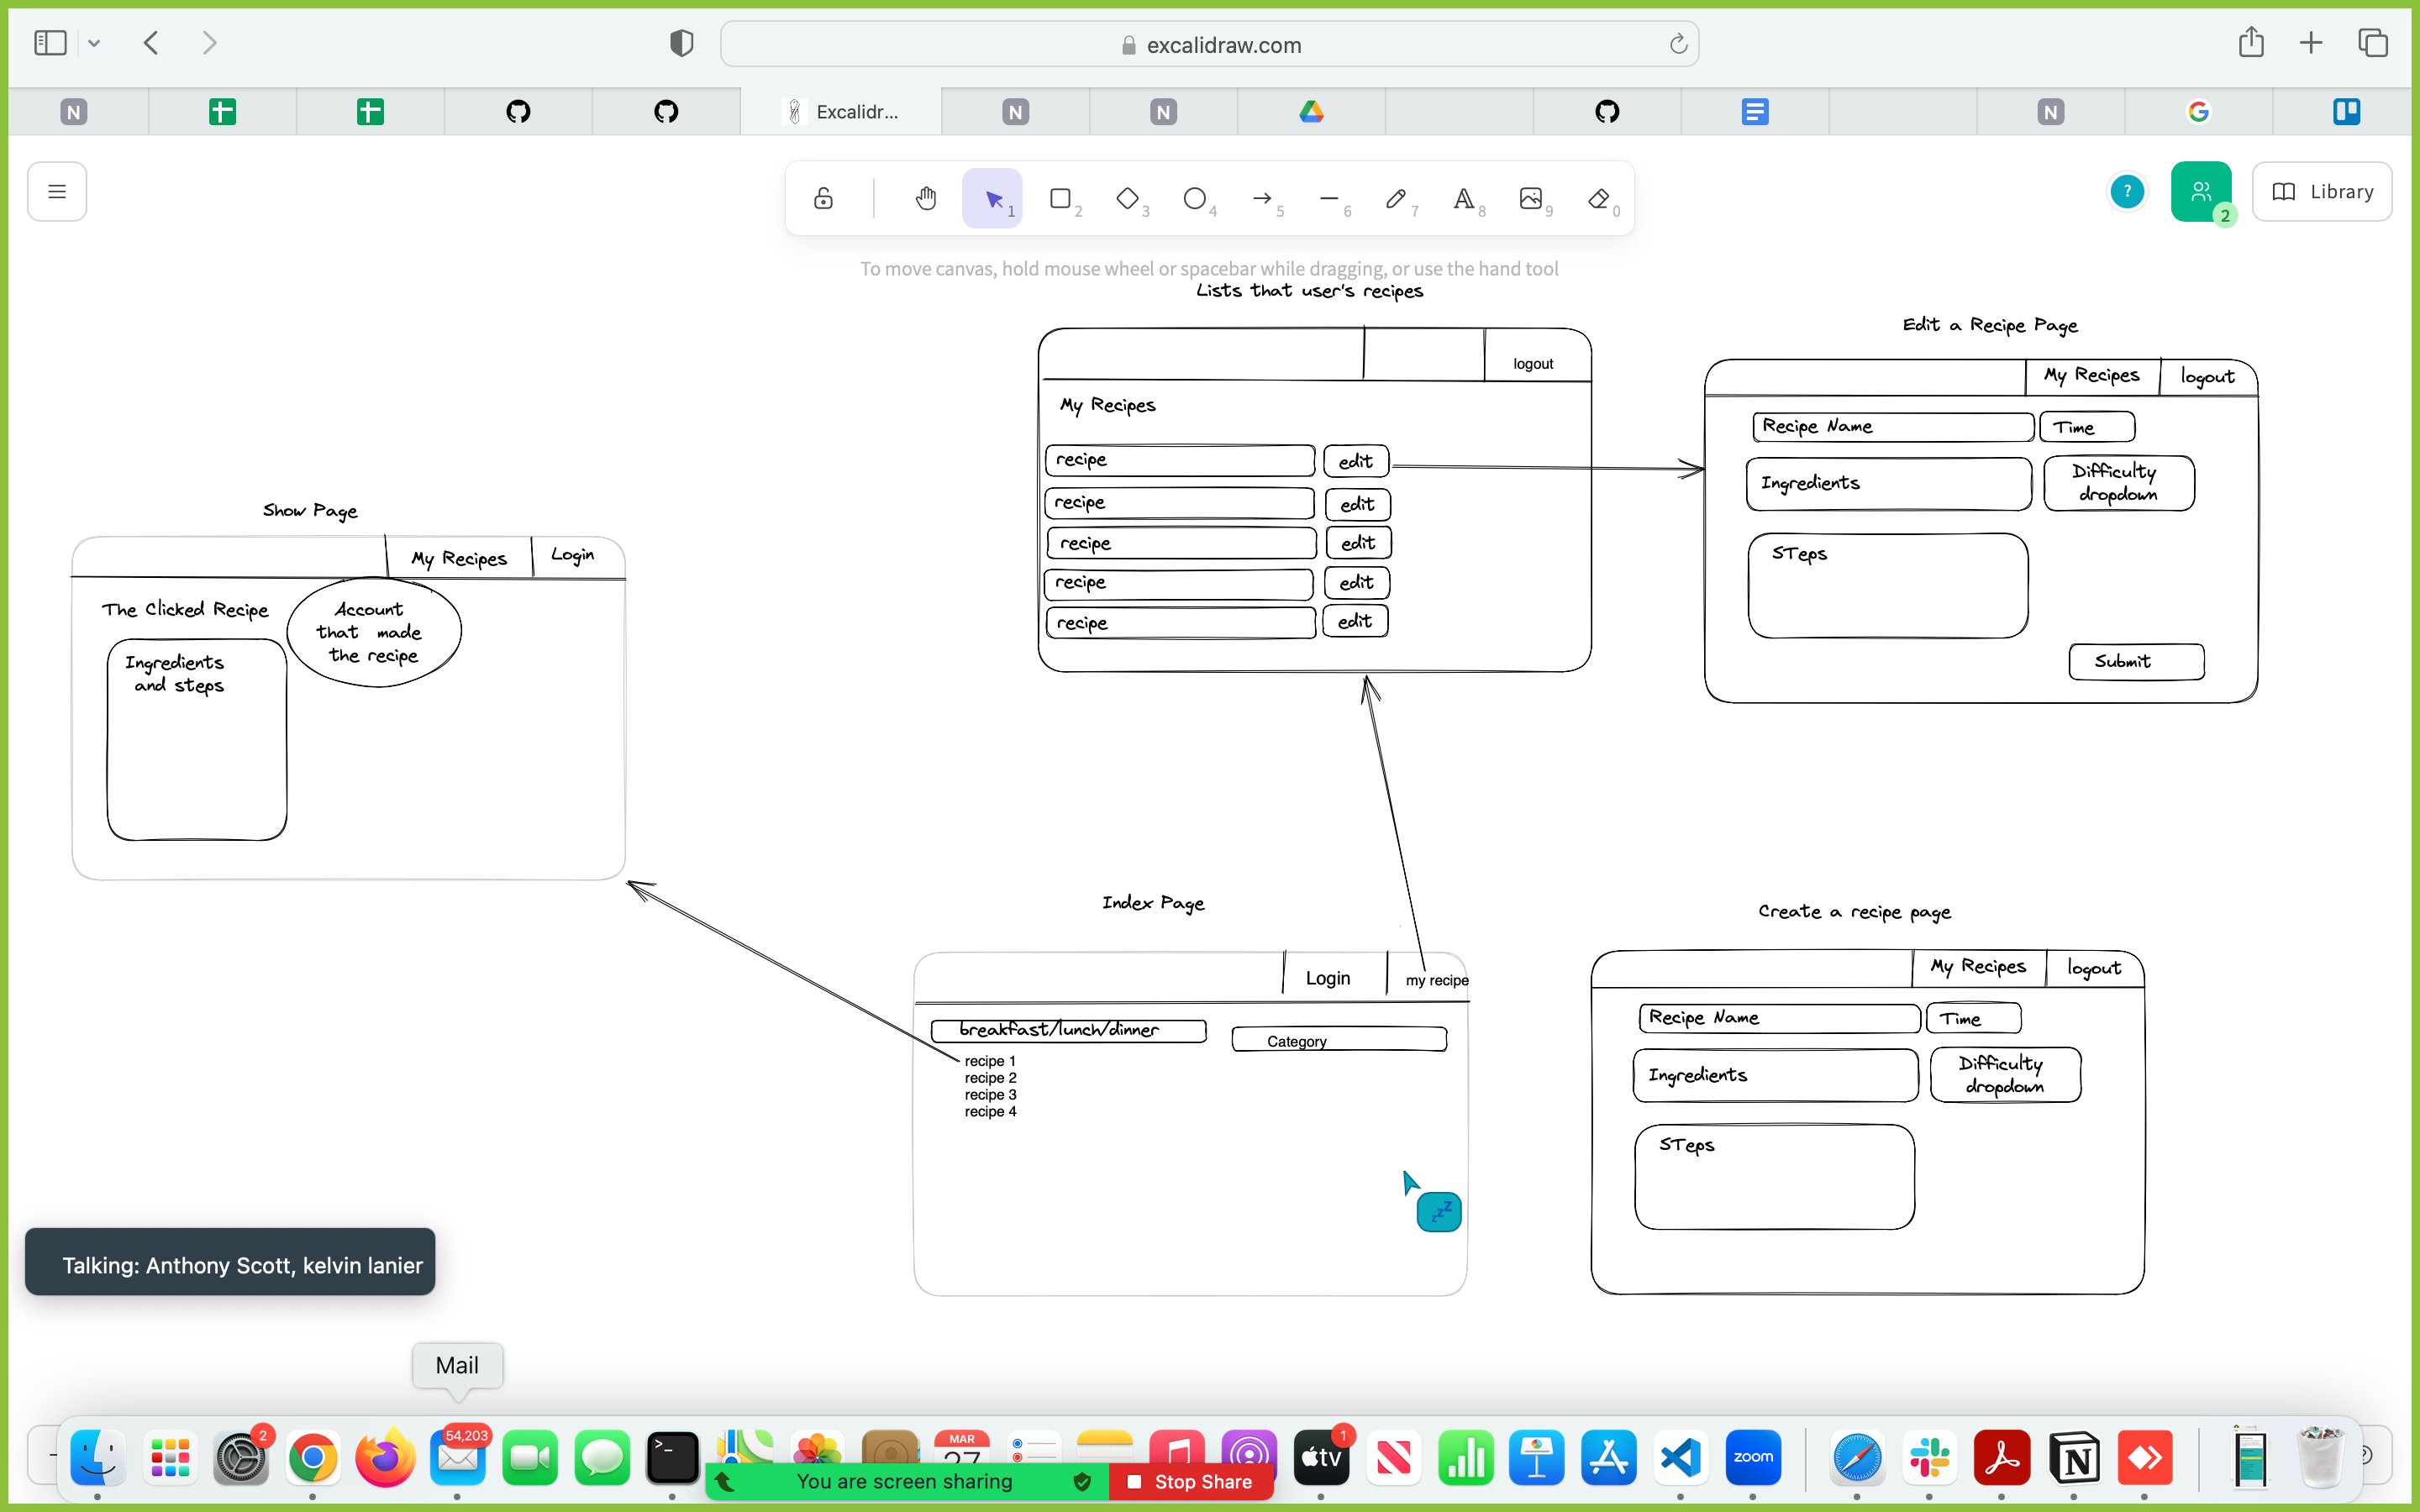 excalidraw.com
N
Excalidr...
N
N
N
1
2
3
4
5
6
7
A
8
9
0
?
2
Library
To move canvas, hold mouse wheel or spacebar while dragging, or use the hand tool
Lists that user's recipes
logout
My Recipes
recipe
edit
recipe
edit
recipe
edit
recipe
edit
recipe
edit
Edit a Recipe Page
My Recipes
logout
Recipe Name
Time
Ingredients
Difficulty
dropdown
STeps
Submit
Show Page
My Recipes
Login
The Clicked Recipe
Account
that made
the recipe
Ingredients
and steps
Index Page
Login
my recipe
breakfast/lunch/dinner
Category
recipe 1
recipe 2
recipe 3
recipe 4
zzZ
Create a recipe page
My Recipes
logout
Recipe Name
Time
Ingredients
Difficulty
dropdown
STeps
Talking: Anthony Scott, kelvin lanier
Mail
2
54,203
>_
MAR
27
1
tv
zoom
N
You are screen sharing
Stop Share